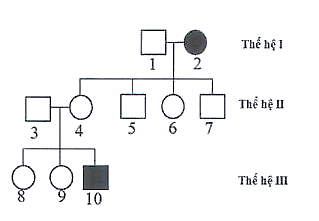 Thế hệ I
1 2
Thế hệ II
3 4 5 6 7
Thế hệ III
8 9 10